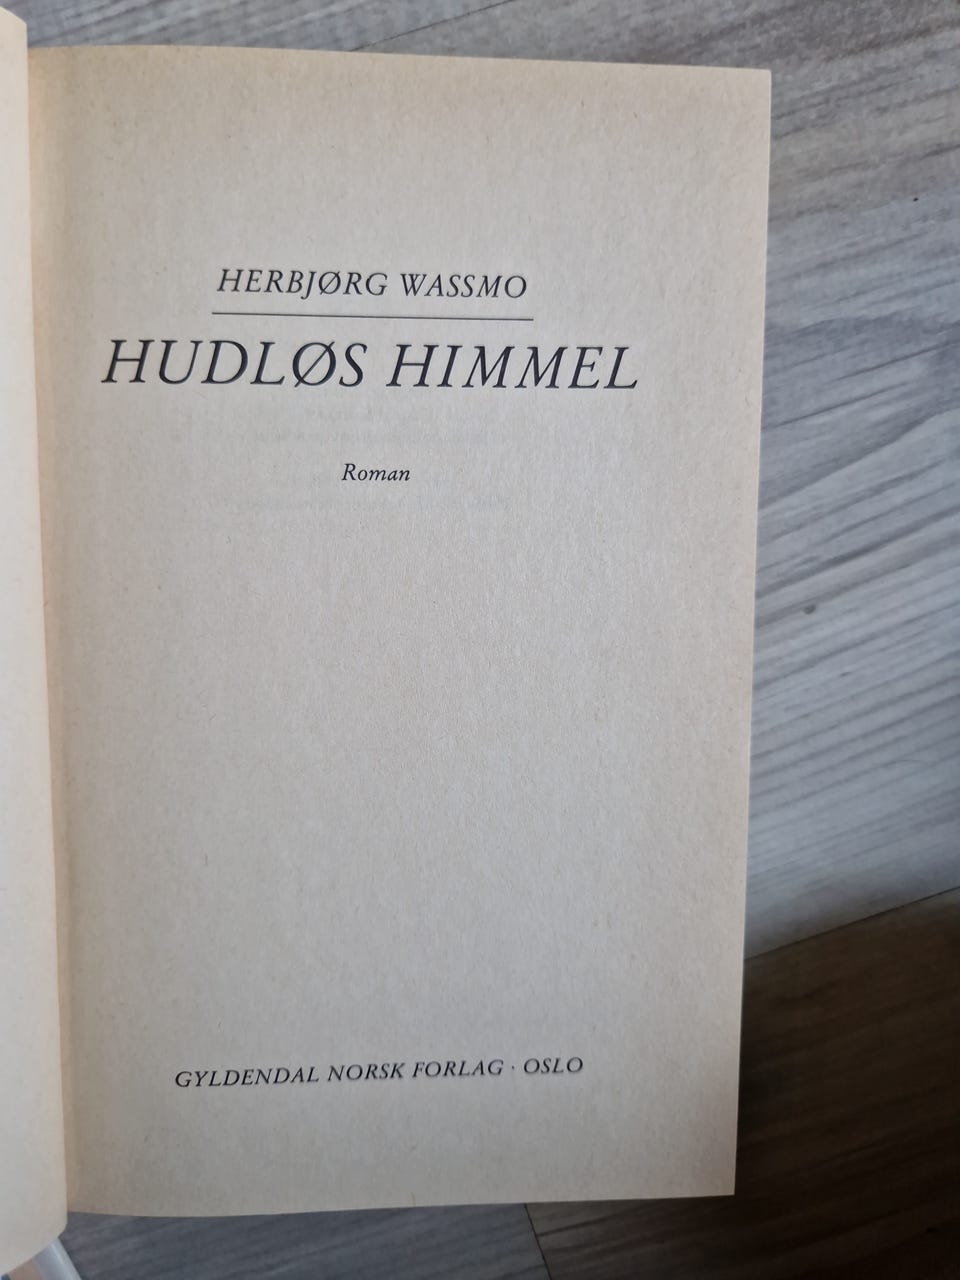 HERBJØRG WASSMO
HUDLØS HIMMEL
Roman
GYLDENDAL NORSK FORLAG · OSLO